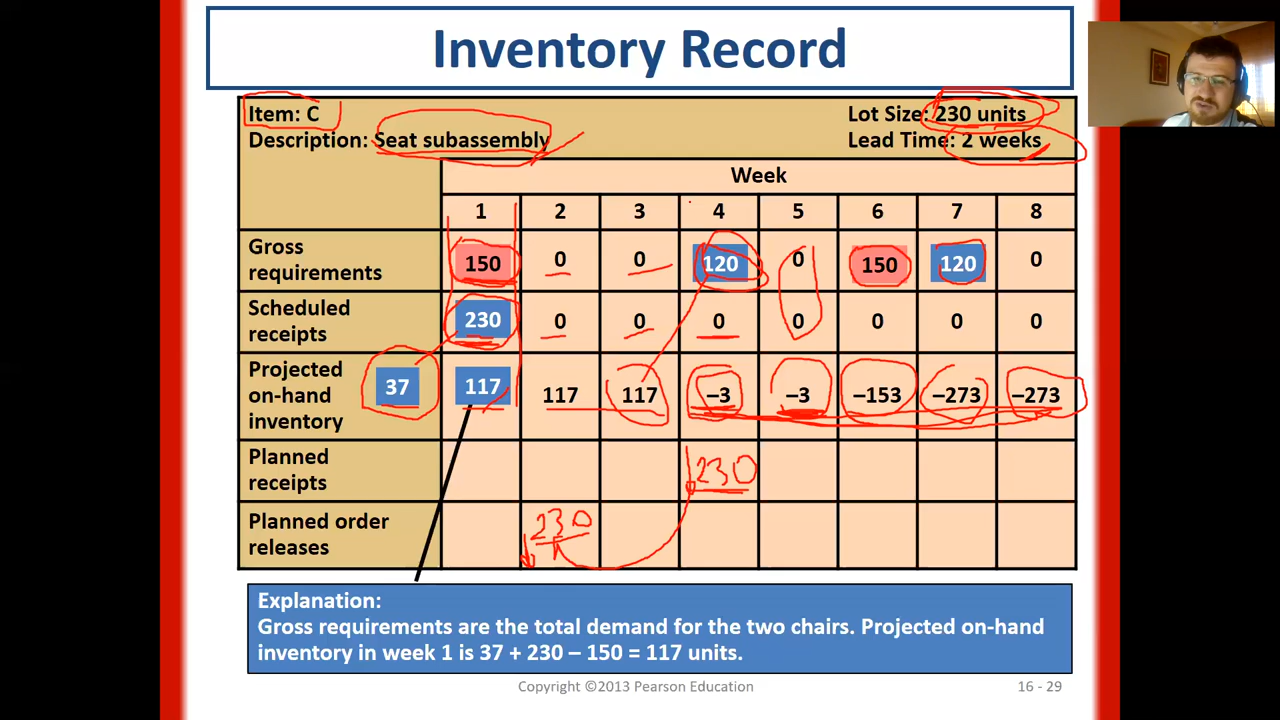 Inventory Record
Item: C
Lot Size: 230 units
Description: Seat subassembly
Lead Time: 2 weeks
Week
1 2 3 4 5 6 7 8
Gross requirements 150 0 0 120 0 150 120 0
Scheduled receipts 230 0 0 0 0 0 0 0
Projected on-hand inventory 37 117 117 117 –3 –3 –153 –273 –273
Planned receipts 230
Planned order releases 230
Explanation:
Gross requirements are the total demand for the two chairs. Projected on-hand
inventory in week 1 is 37 + 230 – 150 = 117 units.
Copyright ©2013 Pearson Education
16 - 29